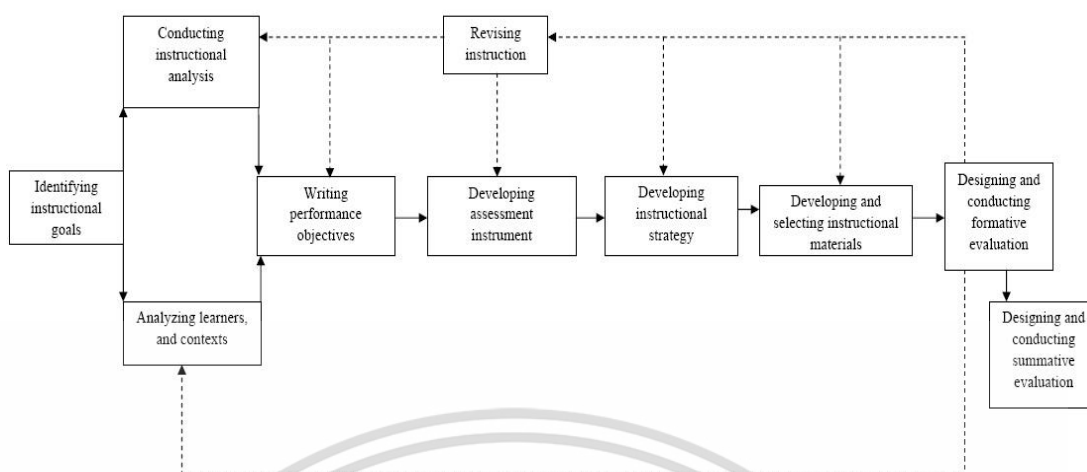 Conducting
instructional
analysis
Revising
instruction
Identifying
instructional
goals
Writing
performance
objectives
Developing
assessment
instrument
Developing
instructional
strategy
Developing and
selecting instructional
materials
Designing and
conducting
formative
evaluation
Analyzing learners,
and contexts
Designing and
conducting
summative
evaluation